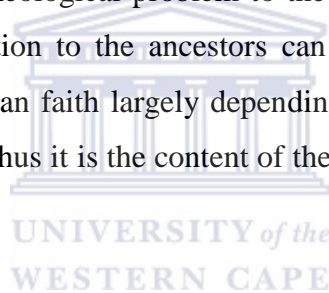 eological problem to the
tion to the ancestors can
an faith largely dependin
hus it is the content of the
UNIVERSITY of the
WESTERN CAPE